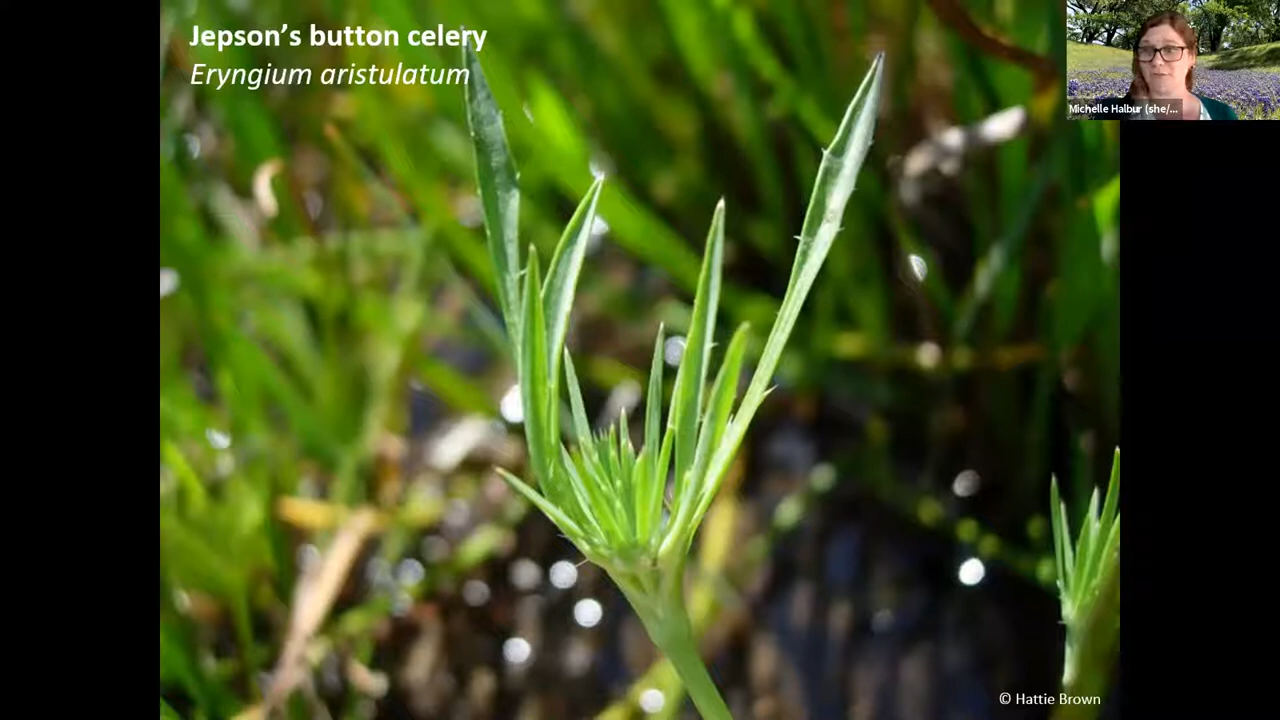 Jepson's button celery
Eryngium aristulatum
Michelle Halbur (she/...
© Hattie Brown